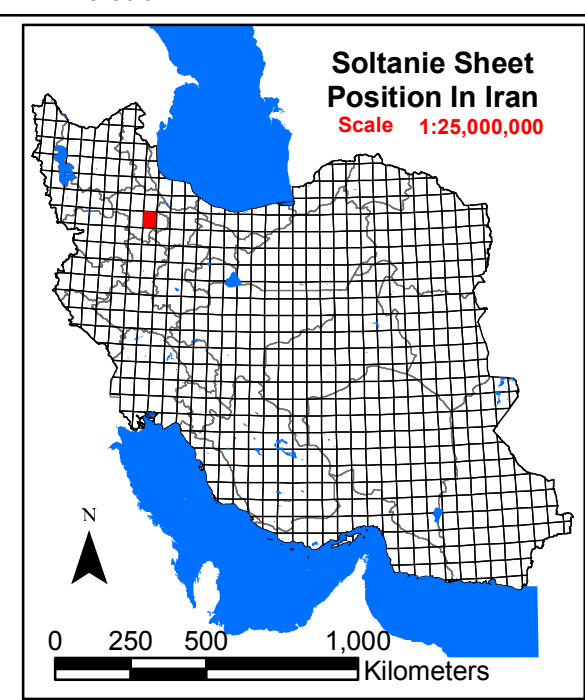 Soltanie Sheet
Position In Iran
Scale 1:25,000,000
N
0 250 500 1,000
Kilometers